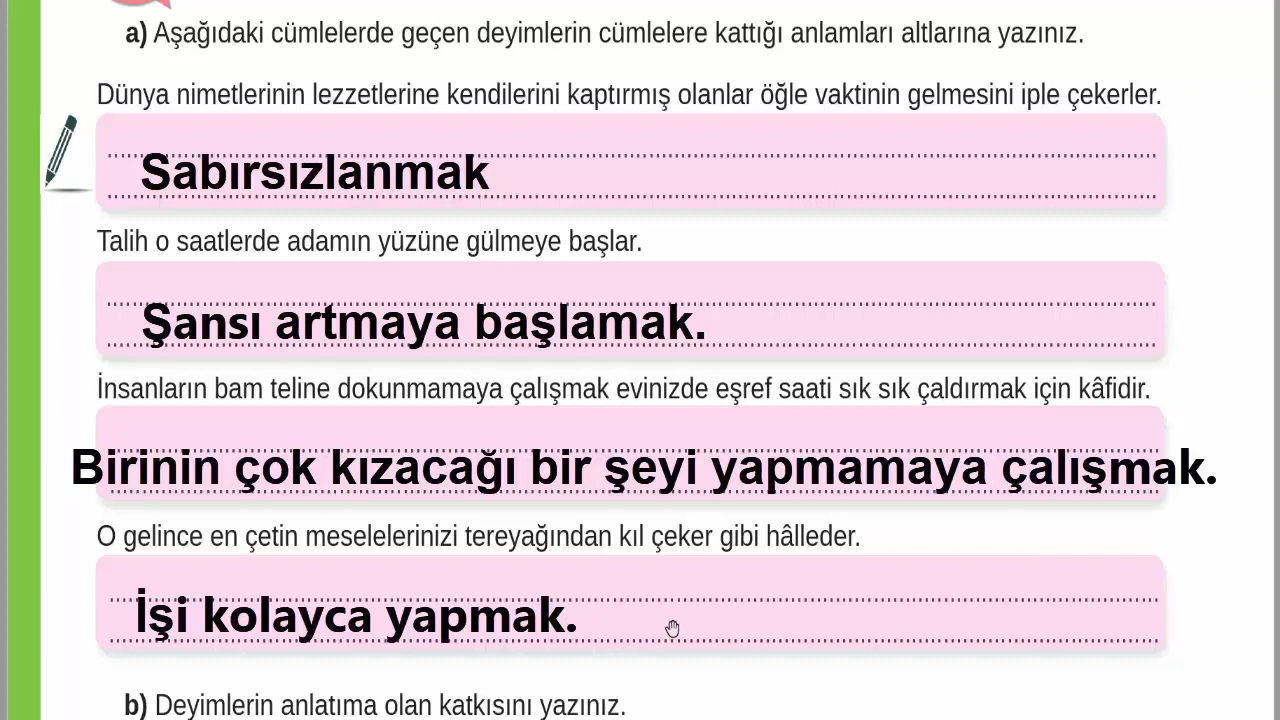 a) Aşağıdaki cümlelerde geçen deyimlerin cümlelere kattığı anlamları altlarına yazınız.
Dünya nimetlerinin lezzetlerine kendilerini kaptırmış olanlar öğle vaktinin gelmesini iple çekerler.
Sabırsızlanmak
Talih o saatlerde adamın yüzüne gülmeye başlar.
Şansı artmaya başlamak.
İnsanların bam teline dokunmamaya çalışmak evinizde eşref saati sık sık çaldırmak için kâfidir.
Birinin çok kızacağı bir şeyi yapmamaya çalışmak.
O gelince en çetin meselelerinizi tereyağından kıl çeker gibi hâlleder.
İşi kolayca yapmak.
b) Deyimlerin anlatıma olan katkısını yazınız.